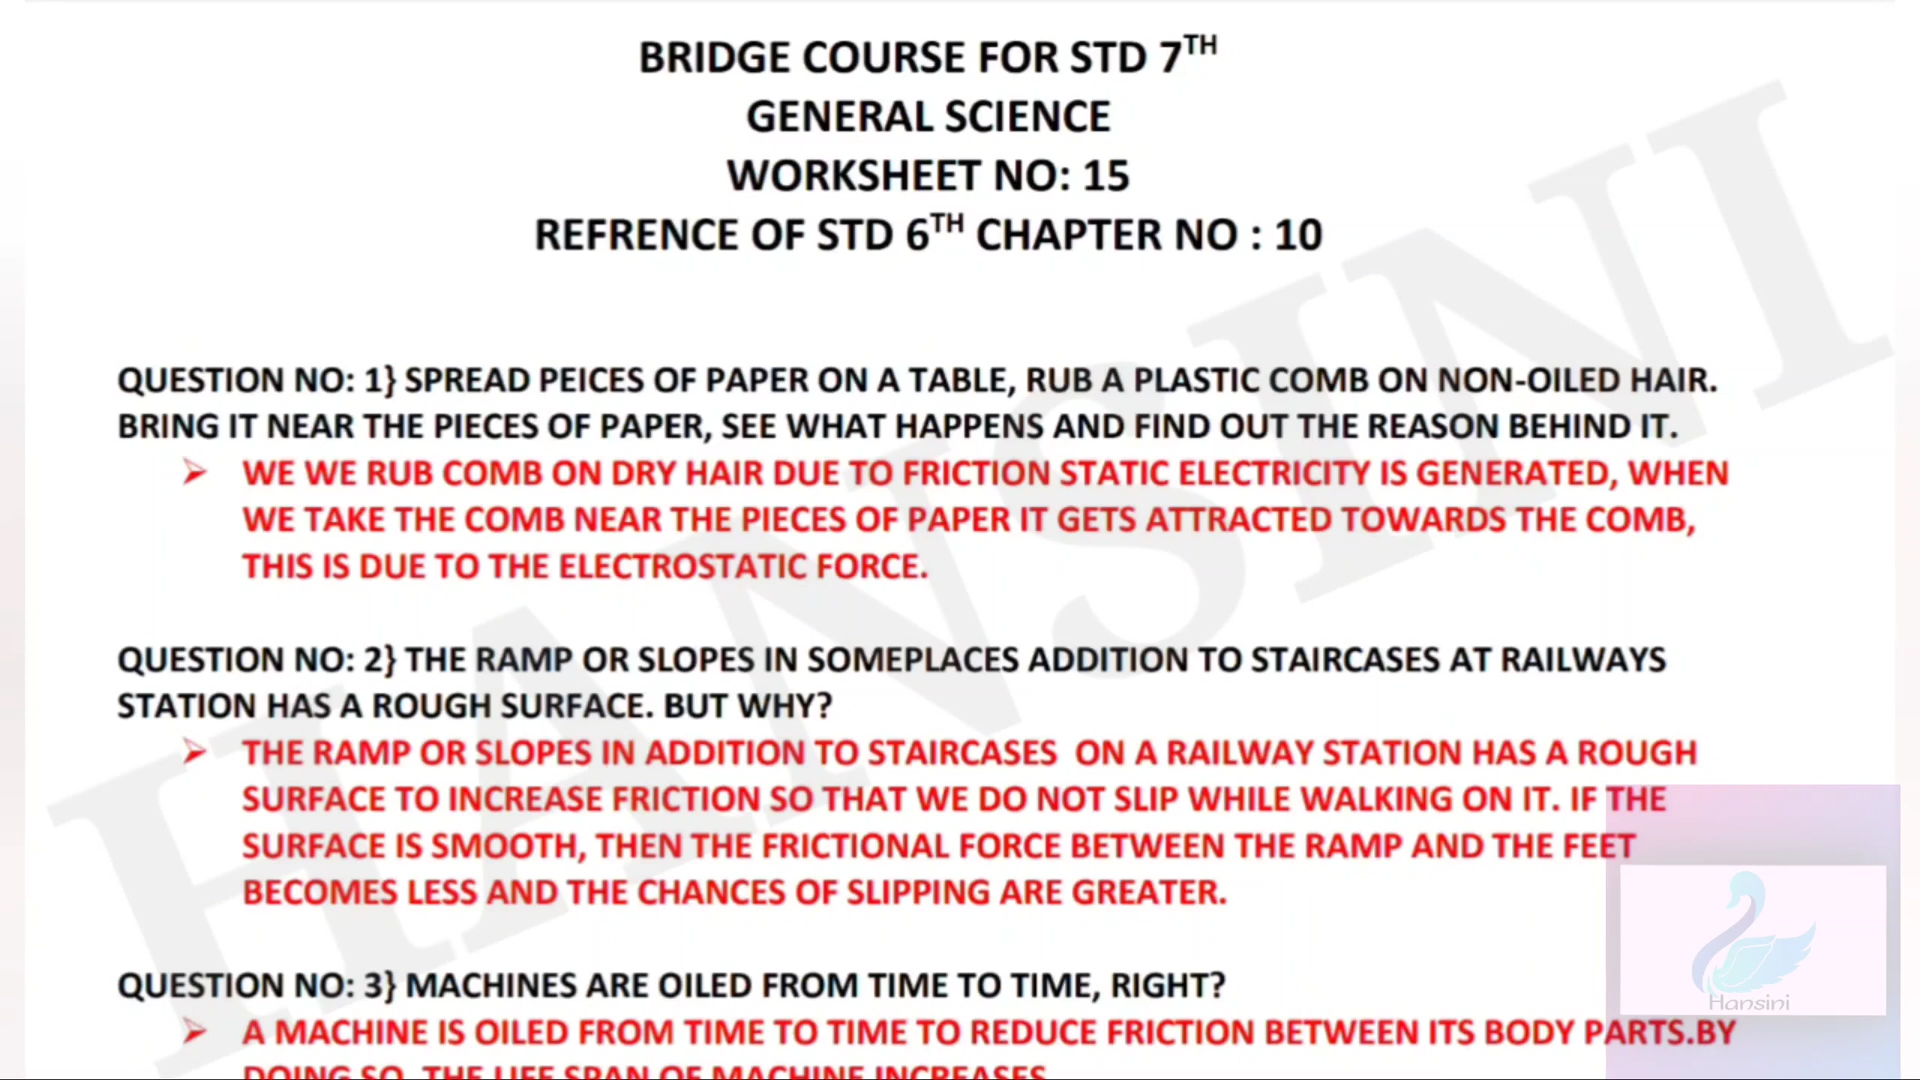 BRIDGE COURSE FOR STD 7TH
GENERAL SCIENCE
WORKSHEET NO: 15
REFRENCE OF STD 6TH CHAPTER NO : 10
QUESTION NO: 1} SPREAD PEICES OF PAPER ON A TABLE, RUB A PLASTIC COMB ON NON-OILED HAIR.
BRING IT NEAR THE PIECES OF PAPER, SEE WHAT HAPPENS AND FIND OUT THE REASON BEHIND IT.
WE WE RUB COMB ON DRY HAIR DUE TO FRICTION STATIC ELECTRICITY IS GENERATED, WHEN
WE TAKE THE COMB NEAR THE PIECES OF PAPER IT GETS ATTRACTED TOWARDS THE COMB,
THIS IS DUE TO THE ELECTROSTATIC FORCE.
QUESTION NO: 2} THE RAMP OR SLOPES IN SOMEPLACES ADDITION TO STAIRCASES AT RAILWAYS
STATION HAS A ROUGH SURFACE. BUT WHY?
THE RAMP OR SLOPES IN ADDITION TO STAIRCASES ON A RAILWAY STATION HAS A ROUGH
SURFACE TO INCREASE FRICTION SO THAT WE DO NOT SLIP WHILE WALKING ON IT. IF THE
SURFACE IS SMOOTH, THEN THE FRICTIONAL FORCE BETWEEN THE RAMP AND THE FEET
BECOMES LESS AND THE CHANCES OF SLIPPING ARE GREATER.
QUESTION NO: 3} MACHINES ARE OILED FROM TIME TO TIME, RIGHT?
A MACHINE IS OILED FROM TIME TO TIME TO REDUCE FRICTION BETWEEN ITS BODY PARTS.BY
DOING SO, THE LIFE SPAN OF MACHINE INCREASES
HANSINI
Hansini